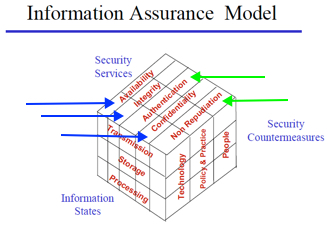 Information Assurance Model
Security
Services
Availability
Integrity
Authentication
Confidentiality
Non Repudiation
Transmission
Storage
Processing
Technology
Policy & Practice
People
Security
Countermeasures
Information
States